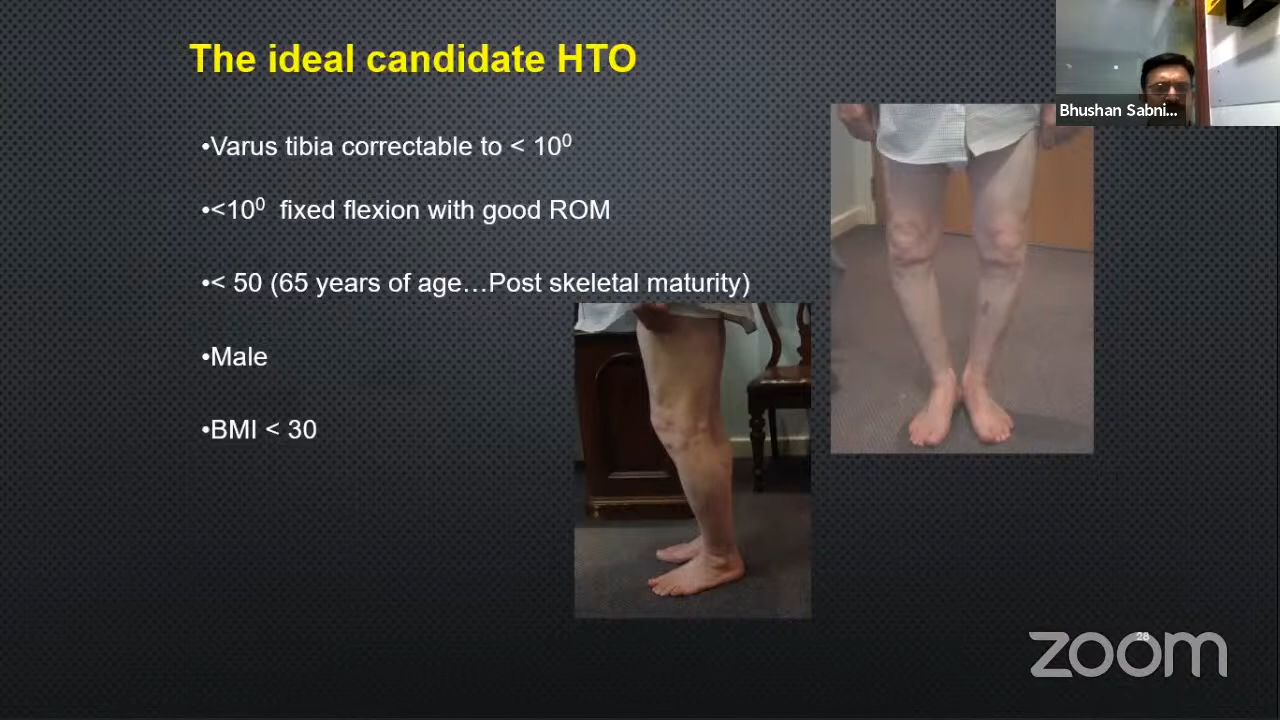 The ideal candidate HTO
Bhushan Sabni...
•Varus tibia correctable to < 10⁰
•<10⁰ fixed flexion with good ROM
•< 50 (65 years of age…Post skeletal maturity)
•Male
•BMI < 30
28
zoom